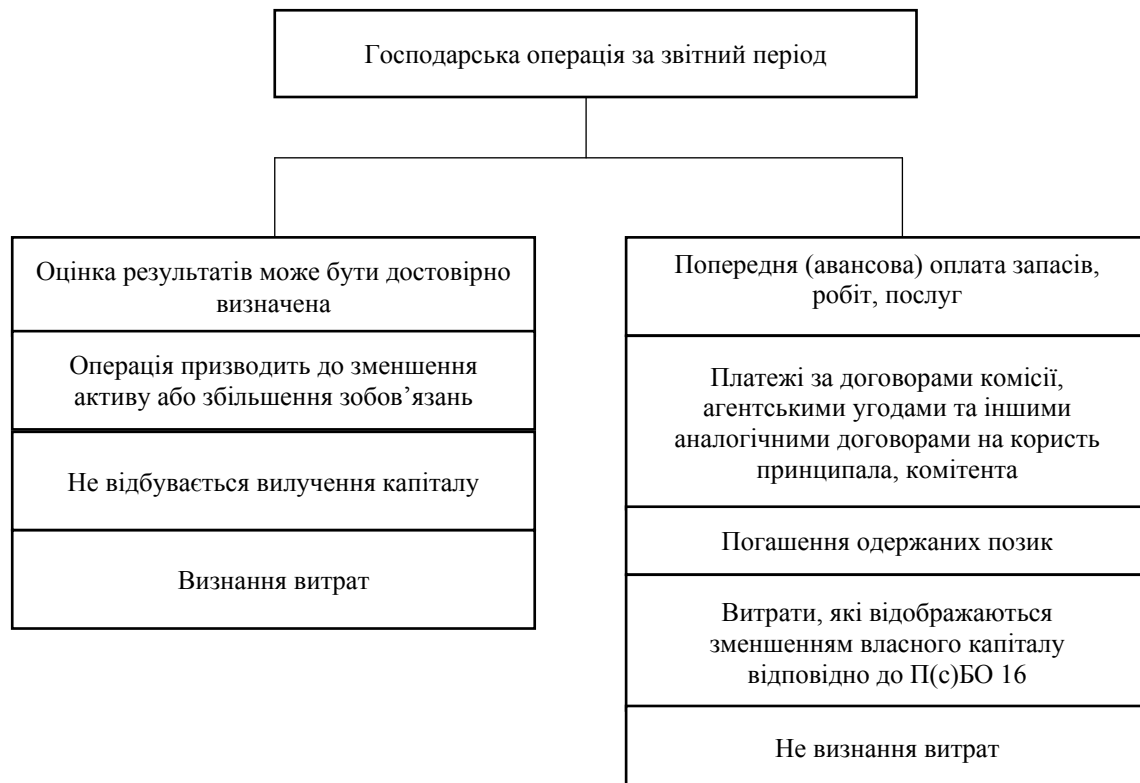 Господарська операція за звітний період
Оцінка результатів може бути достовірно
визначена
Операція призводить до зменшення
активу або збільшення зобов’язань
Не відбувається вилучення капіталу
Визнання витрат
Попередня (авансова) оплата запасів,
робіт, послуг
Платежі за договорами комісії,
агентськими угодами та іншими
аналогічними договорами на користь
принципала, комітента
Погашення одержаних позик
Витрати, які відображаються
зменшенням власного капіталу
відповідно до П(с)БО 16
Не визнання витрат